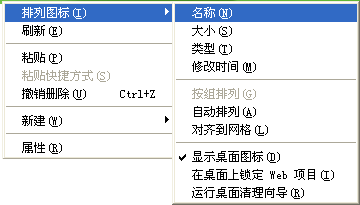 排列图标(I)
刷新(E)
粘贴(P)
粘贴快捷方式(S)
撤销删除(U) Ctrl+Z
新建(W)
属性(R)
名称(N)
大小(S)
类型(T)
修改时间(M)
按组排列(G)
自动排列(A)
对齐到网格(L)
显示桌面图标(D)
在桌面上锁定 Web 项目(I)
运行桌面清理向导(R)